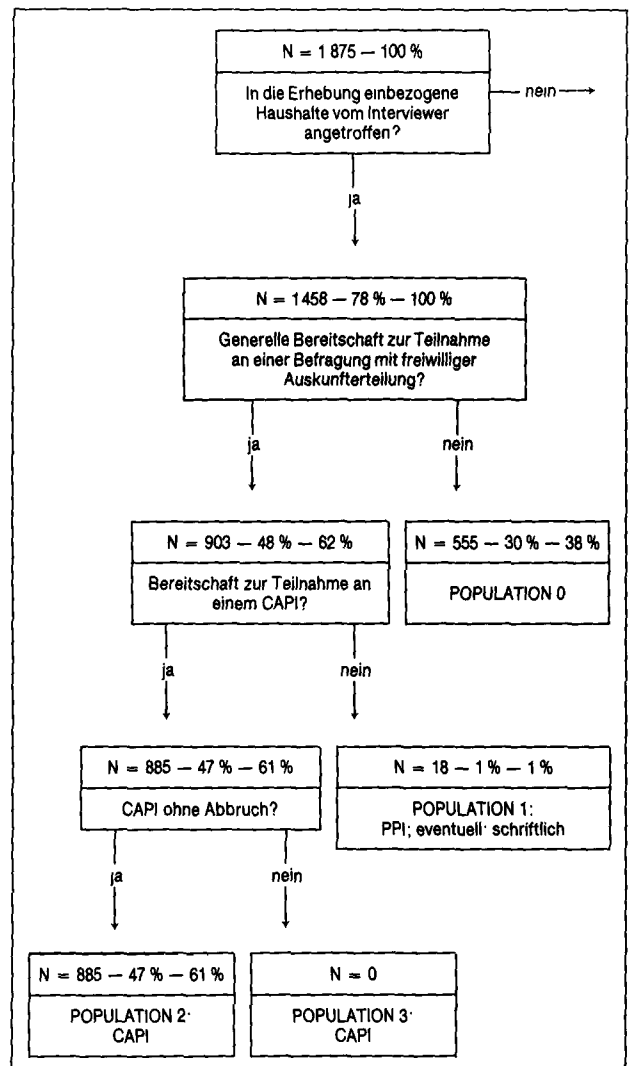 N = 1 875 – 100 %
In die Erhebung einbezogene
Haushalte vom Interviewer
angetroffen?
nein
ja
N = 1 458 – 78 % – 100 %
Generelle Bereitschaft zur Teilnahme
an einer Befragung mit freiwilliger
Auskunfterteilung?
ja
nein
N = 903 – 48 % – 62 %
Bereitschaft zur Teilnahme an
einem CAPI?
N = 555 – 30 % – 38 %
POPULATION 0
ja
nein
N = 885 – 47 % – 61 %
CAPI ohne Abbruch?
N = 18 – 1 % – 1 %
POPULATION 1:
PPI; eventuell· schriftlich
ja
nein
N = 885 – 47 % – 61 %
POPULATION 2·
CAPI
N = 0
POPULATION 3·
CAPI